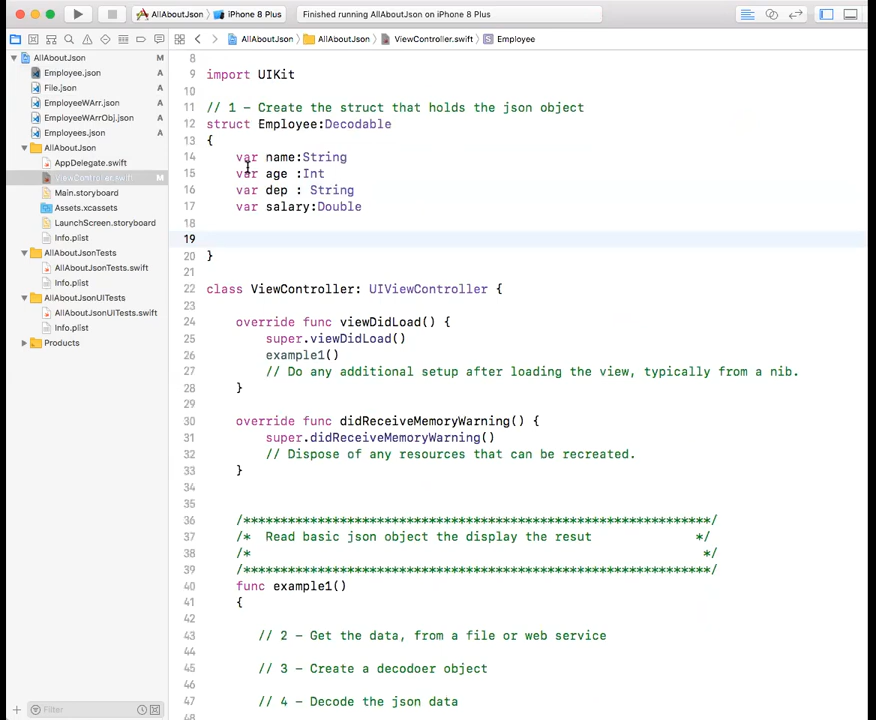 AllAboutJson
iPhone 8 Plus
Finished running AllAboutJson on iPhone 8 Plus
AllAboutJson
AllAboutJson
ViewController.swift
S Employee
AllAboutJson M
Employee.json A
File.json A
EmployeeWArr.json A
EmployeeWArrObj.json A
Employees.json A
AllAboutJson
AppDelegate.swift
ViewController.swift M
Main.storyboard
Assets.xcassets
LaunchScreen.storyboard
Info.plist
AllAboutJsonTests
AllAboutJsonTests.swift
Info.plist
AllAboutJsonUITests
AllAboutJsonUITests.swift
Info.plist
Products
Filter
8
9 import UIKit
10
11 // 1 - Create the struct that holds the json object
12 struct Employee:Decodable
13 {
14 var name:String
15 var age :Int
16 var dep : String
17 var salary:Double
18
19
20 }
21
22 class ViewController: UIViewController {
23
24 override func viewDidLoad() {
25 super.viewDidLoad()
26 example1()
27 // Do any additional setup after loading the view, typically from a nib.
28 }
29
30 override func didReceiveMemoryWarning() {
31 super.didReceiveMemoryWarning()
32 // Dispose of any resources that can be recreated.
33 }
34
35
36 /***************************************************************/
37 /* Read basic json object the display the resut */
38 /* */
39 /***************************************************************/
40 func example1()
41 {
42
43 // 2 - Get the data, from a file or web service
44
45 // 3 - Create a decodoer object
46
47 // 4 - Decode the json data
48